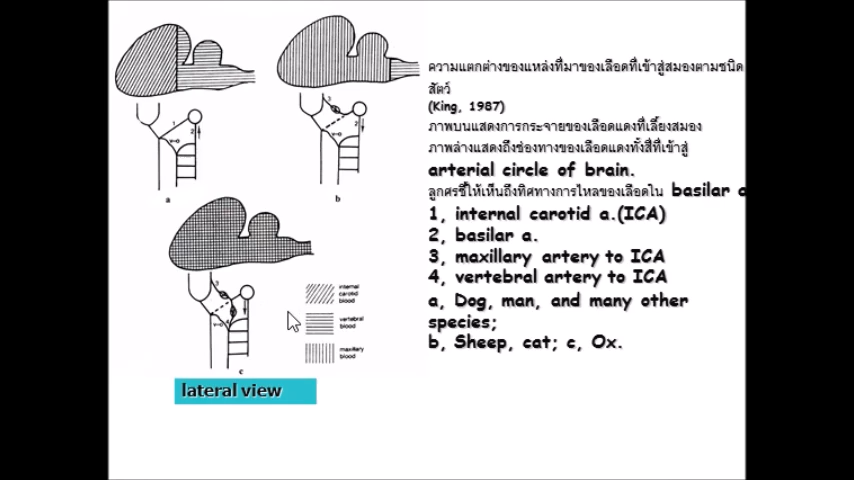 ความแตกต่างของแหล่งที่มาของเลือดที่เข้าสู่สมองตามชนิด
สัตว์
(King, 1987)
ภาพบนแสดงการกระจายของเลือดแดงที่เลี้ยงสมอง
ภาพล่างแสดงถึงช่องทางของเลือดแดงทั้งสี่ที่เข้าสู่
arterial circle of brain.
ลูกศรชี้ให้เห็นถึงทิศทางการไหลของเลือดใน basilar a
1, internal carotid a.(ICA)
2, basilar a.
3, maxillary artery to ICA
4, vertebral artery to ICA
a, Dog, man, and many other
species;
b, Sheep, cat; c, Ox.
1
2
v-o
a
3
2
v-o
b
3
4
v-o
c
internal
carotid
blood
vertebral
blood
maxillary
blood
lateral view